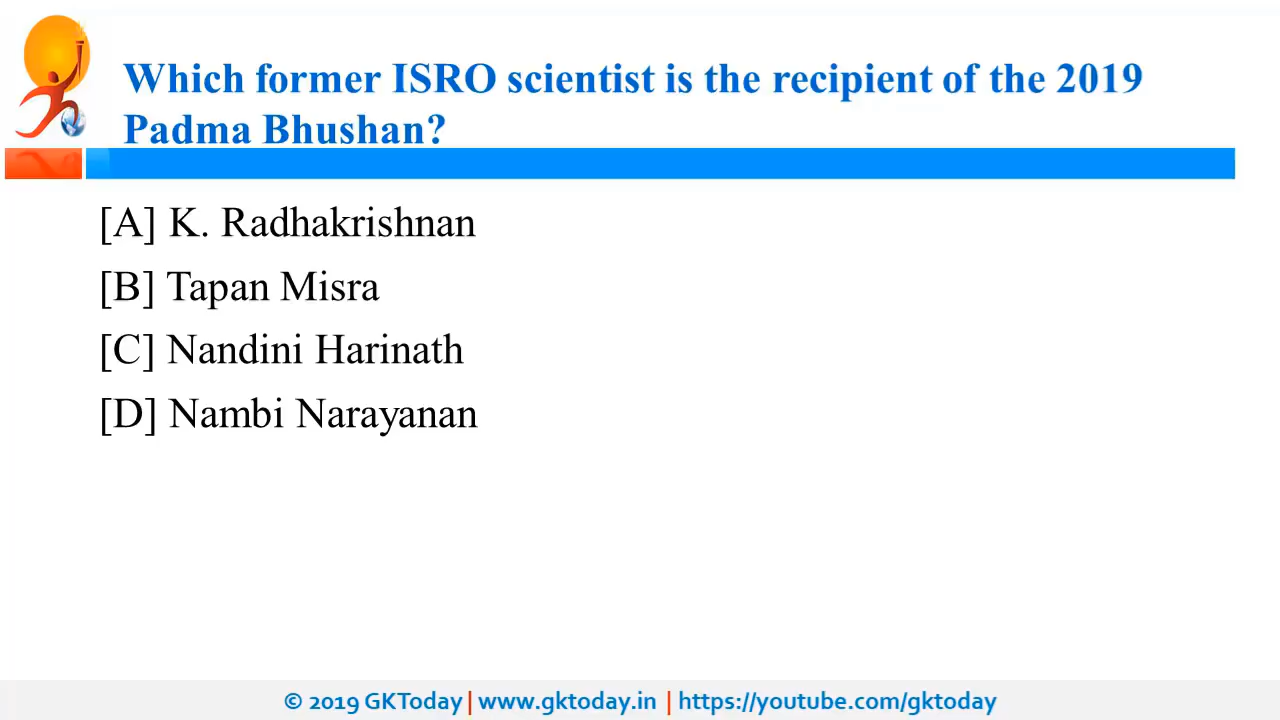 Which former ISRO scientist is the recipient of the 2019
Padma Bhushan?
[A] K. Radhakrishnan
[B] Tapan Misra
[C] Nandini Harinath
[D] Nambi Narayanan
© 2019 GKToday | www.gktoday.in | https://youtube.com/gktoday